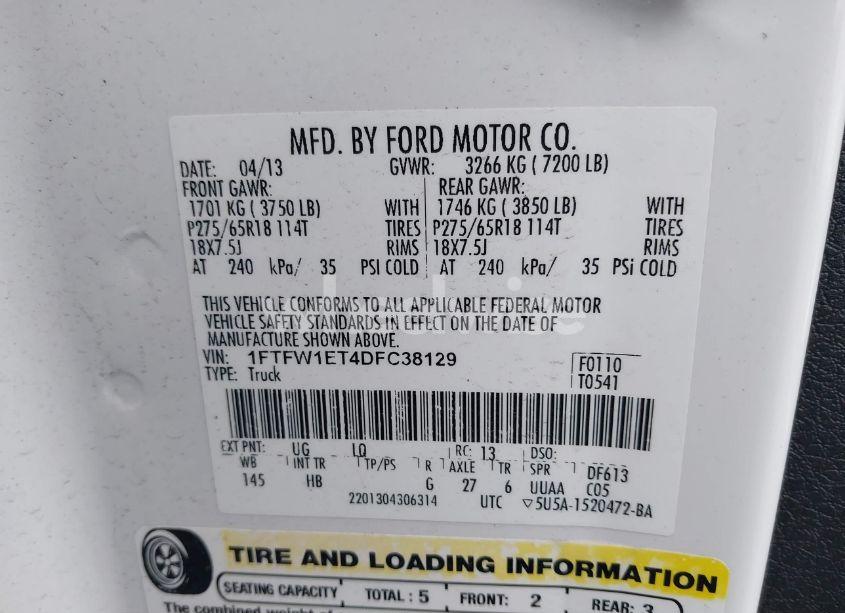 MFD. BY FORD MOTOR CO.
DATE: 04/13 GVWR: 3266 KG ( 7200 LB)
FRONT GAWR: REAR GAWR:
1701 KG ( 3750 LB) WITH 1746 KG ( 3850 LB) WITH
P275/65R18 114T TIRES P275/65R18 114T TIRES
18X7.5J RIMS 18X7.5J RIMS
AT 240 kPa/ 35 PSI COLD AT 240 kPa/ 35 PSi COLD
THIS VEHICLE CONFORMS TO ALL APPLICABLE FEDERAL MOTOR
VEHICLE SAFETY STANDARDS IN EFFECT ON THE DATE OF
MANUFACTURE SHOWN ABOVE.
VIN: 1FTFW1ET4DFC38129 F0110
TYPE: Truck T0541
EXT PNT: UG LQ RC: 13 DSO:
WB INT TR TP/PS R AXLE TR SPR DF613
145 HB G 27 6 UUAA C05
2201304306314 UTC ▽5U5A-1520472-BA
TIRE AND LOADING INFORMATION
SEATING CAPACITY TOTAL : 5 FRONT: 2 REAR: 3
The combined weight of